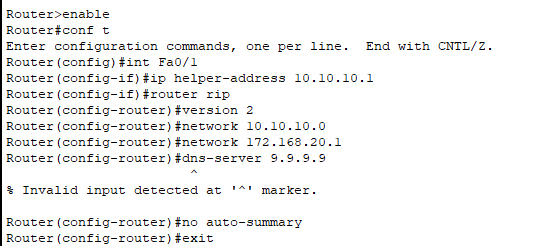 Router>enable
Router#conf t
Enter configuration commands, one per line.  End with CNTL/Z.
Router(config)#int Fa0/1
Router(config-if)#ip helper-address 10.10.10.1
Router(config-if)#router rip
Router(config-router)#version 2
Router(config-router)#network 10.10.10.0
Router(config-router)#network 172.168.20.1
Router(config-router)#dns-server 9.9.9.9
                       ^
% Invalid input detected at '^' marker.
Router(config-router)#no auto-summary
Router(config-router)#exit